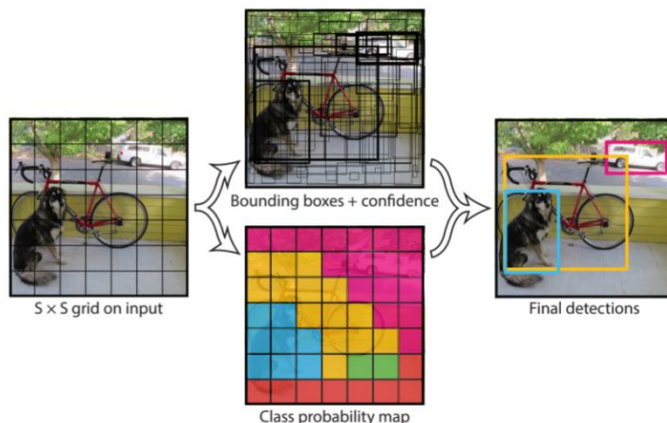 Bounding boxes + confidence
S × S grid on input
Final detections
Class probability map